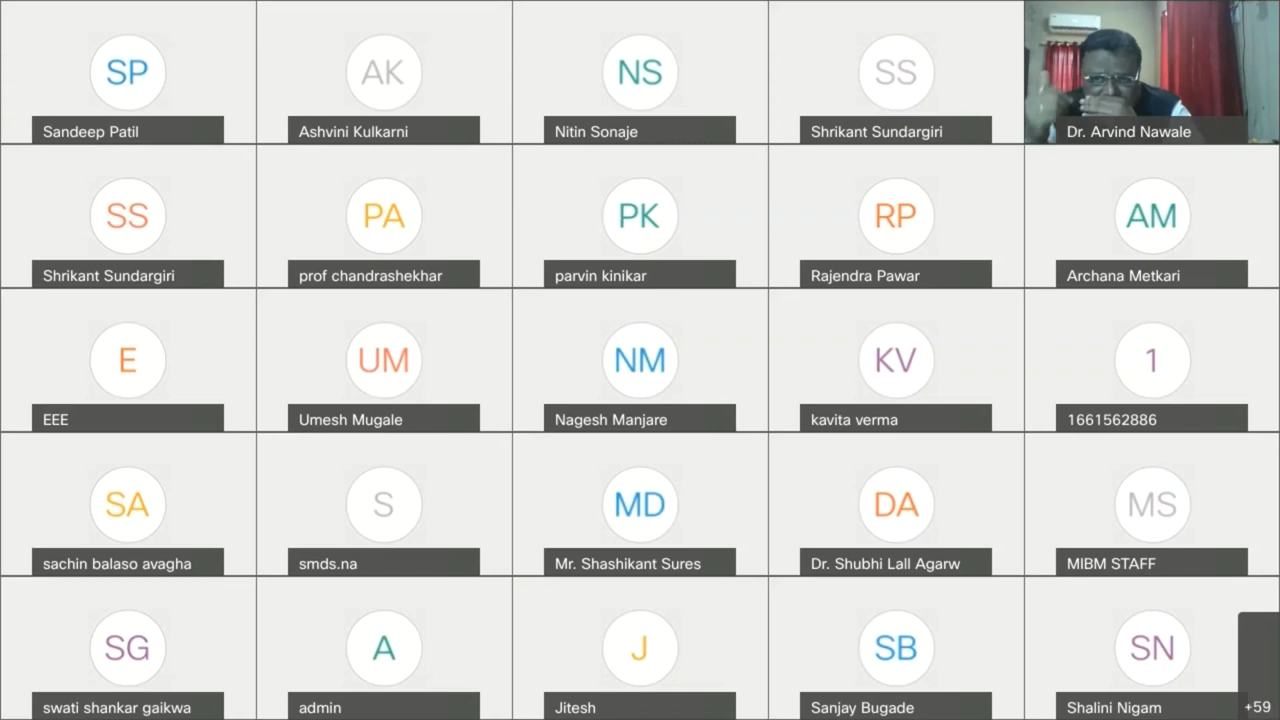 SP
AK
NS
SS
Sandeep Patil
Ashvini Kulkarni
Nitin Sonaje
Shrikant Sundargiri
Dr. Arvind Nawale
SS
PA
PK
RP
AM
Shrikant Sundargiri
prof chandrashekhar
parvin kinikar
Rajendra Pawar
Archana Metkari
E
UM
NM
KV
1
EEE
Umesh Mugale
Nagesh Manjare
kavita verma
1661562886
SA
S
MD
DA
MS
sachin balaso avagha
smds.na
Mr. Shashikant Sures
Dr. Shubhi Lall Agarw
MIBM STAFF
SG
A
J
SB
SN
swati shankar gaikwa
admin
Jitesh
Sanjay Bugade
Shalini Nigam
+59